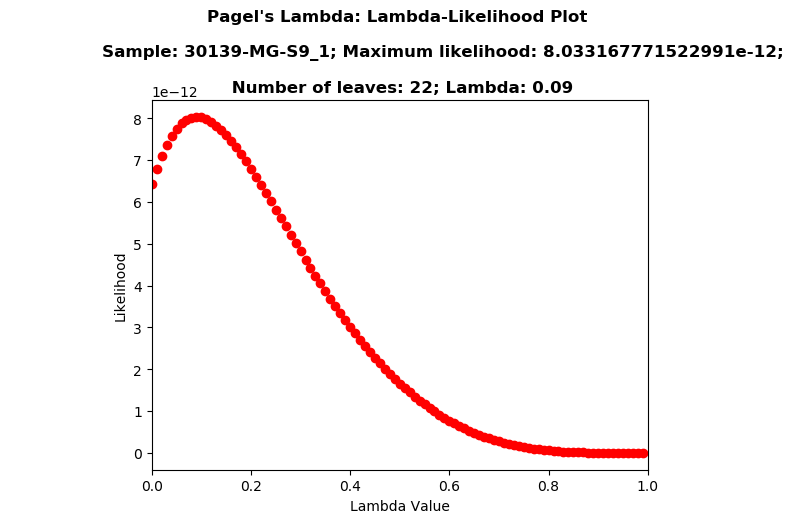 Pagel's Lambda: Lambda-Likelihood Plot
Sample: 30139-MG-S9_1; Maximum likelihood: 8.033167771522991e-12;
Number of leaves: 22; Lambda: 0.09
1e−12
8
7
6
5
4
3
2
1
0
Likelihood
0.0 0.2 0.4 0.6 0.8 1.0
Lambda Value